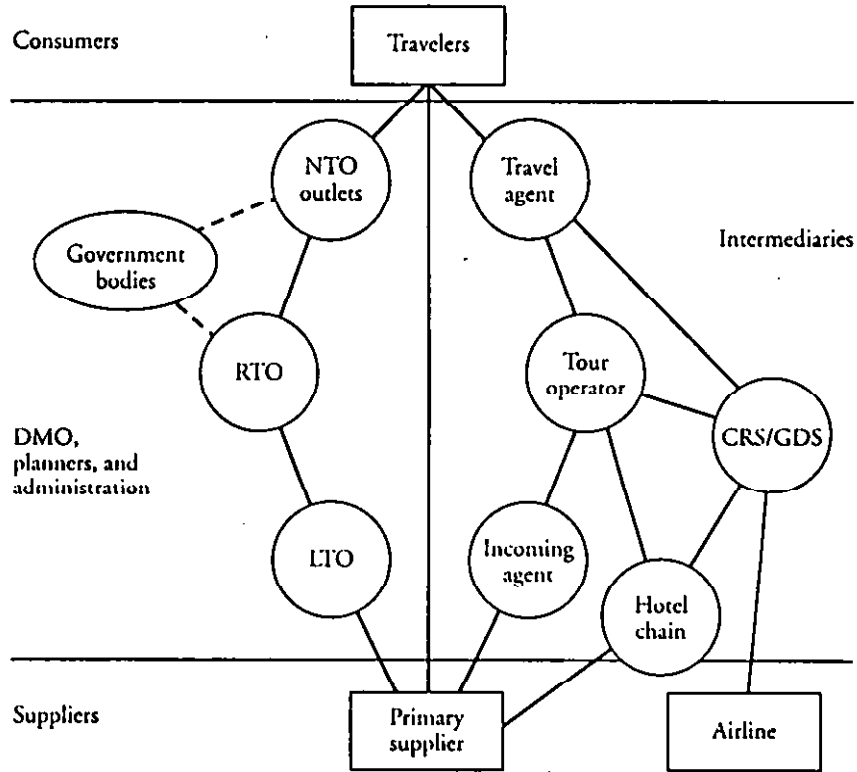 Consumers
Travelers
NTO
outlets
Travel
agent
Government
bodies
Intermediaries
RTO
Tour
operator
CRS/GDS
DMO,
planners, and
administration
LTO
Incoming
agent
Hotel
chain
Suppliers
Primary
supplier
Airline